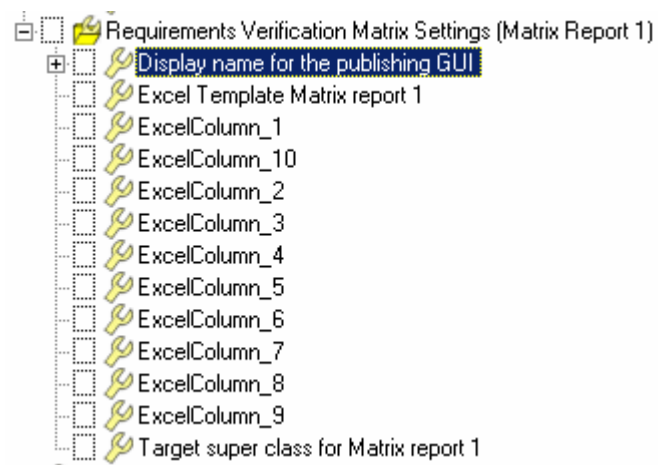 Requirements Verification Matrix Settings (Matrix Report 1)
Display name for the publishing GUI
Excel Template Matrix report 1
ExcelColumn_1
ExcelColumn_10
ExcelColumn_2
ExcelColumn_3
ExcelColumn_4
ExcelColumn_5
ExcelColumn_6
ExcelColumn_7
ExcelColumn_8
ExcelColumn_9
Target super class for Matrix report 1